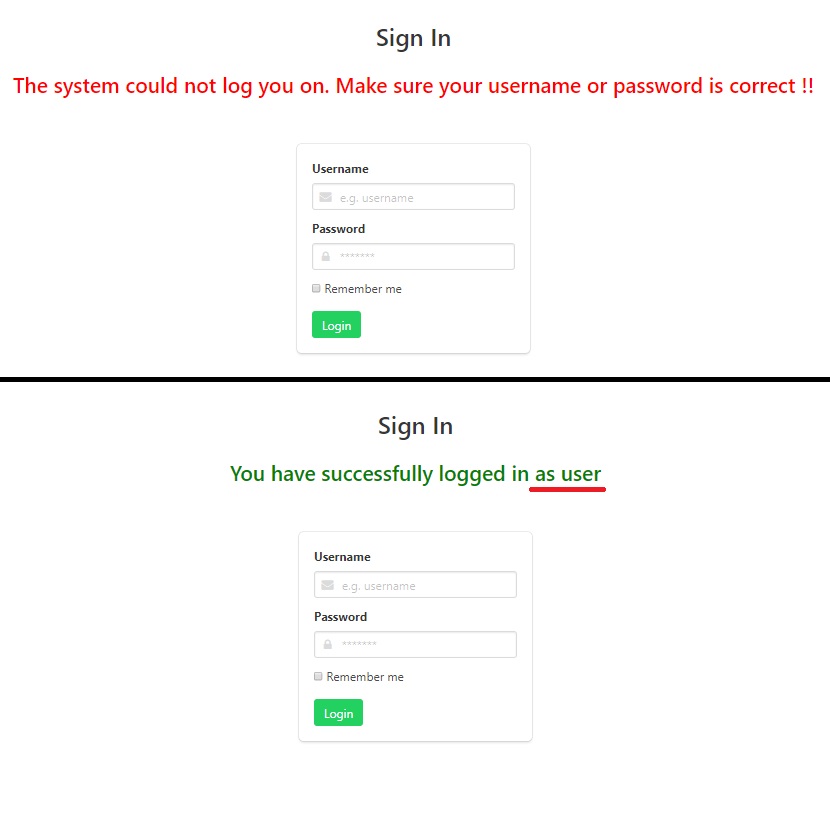 Sign In
The system could not log you on. Make sure your username or password is correct !!
Username
e.g. username
Password
*******
Remember me
Login
Sign In
You have successfully logged in as user
Username
e.g. username
Password
*******
Remember me
Login